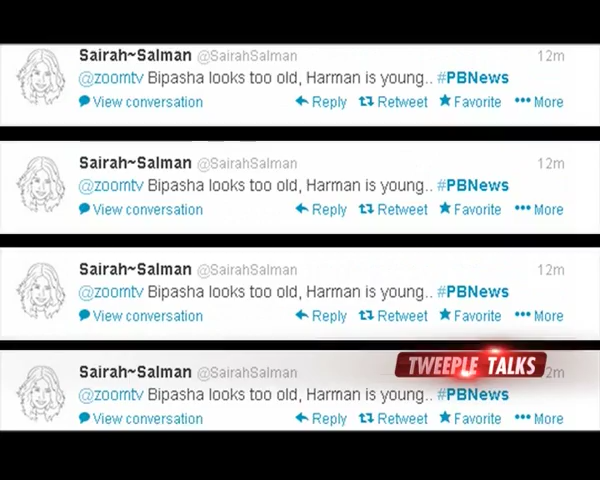 Sairah~Salman @SairahSalman 12m
@zoomtv Bipasha looks too old, Harman is young.. #PBNews
View conversation Reply Retweet Favorite More
Sairah~Salman @SairahSalman 12m
@zoomtv Bipasha looks too old, Harman is young.. #PBNews
View conversation Reply Retweet Favorite More
Sairah~Salman @SairahSalman 12m
@zoomtv Bipasha looks too old, Harman is young.. #PBNews
View conversation Reply Retweet Favorite More
Sairah~Salman @SairahSalman 2m
TWEEPLE TALKS
@zoomtv Bipasha looks too old, Harman is young.. #PBNews
View conversation Reply Retweet Favorite More